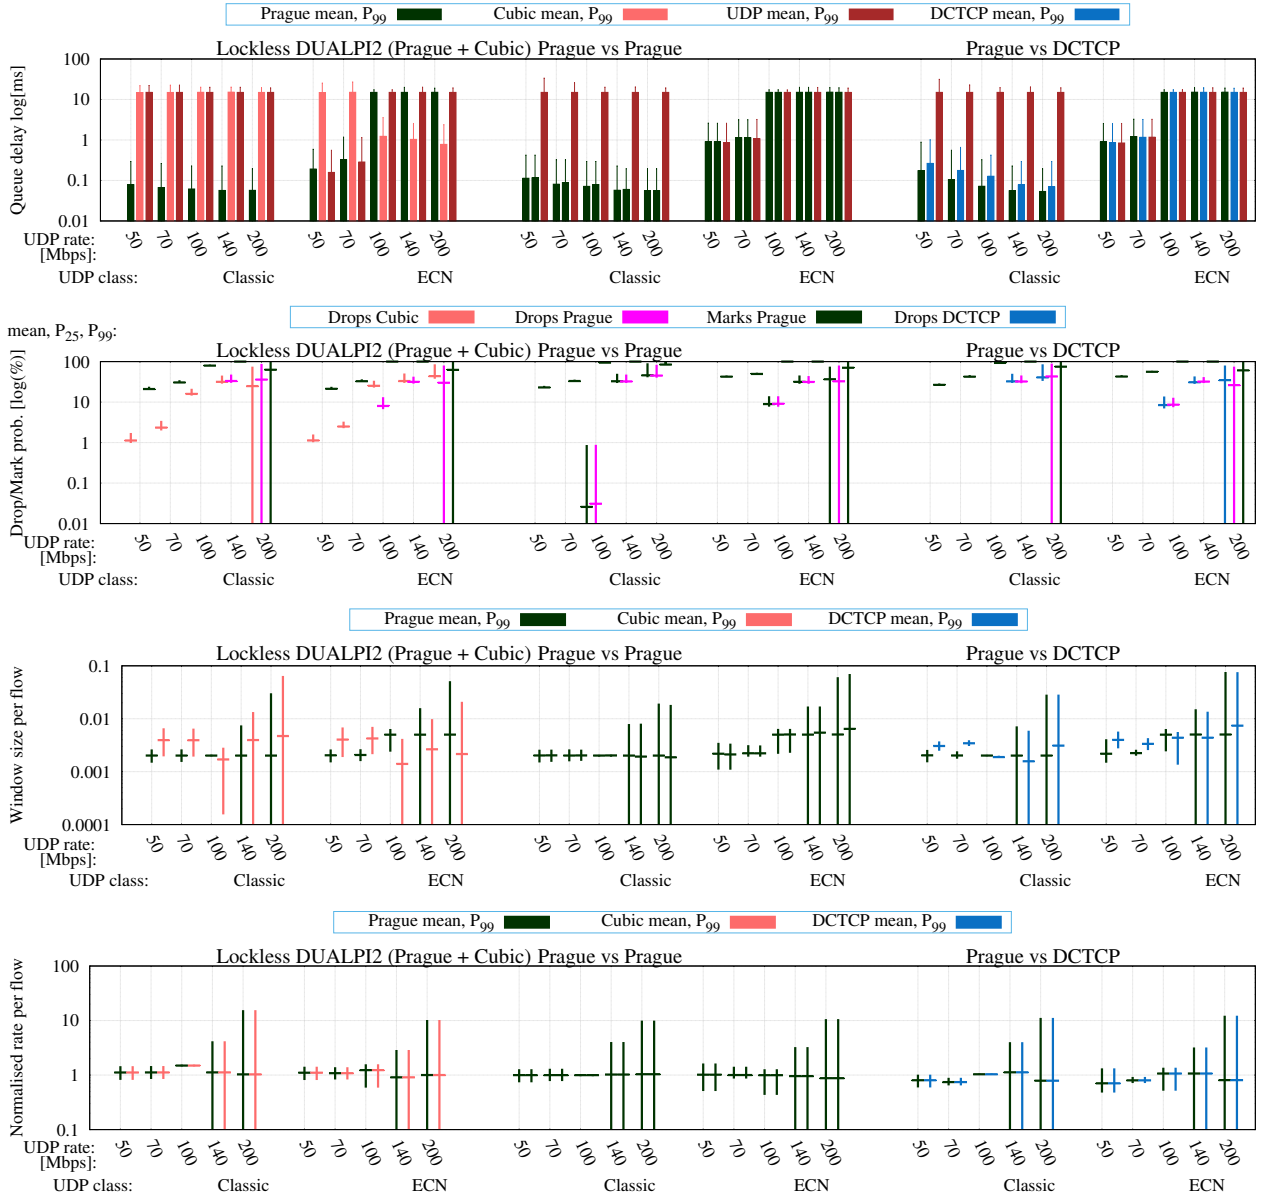 Prague mean, P99 Cubic mean, P99 UDP mean, P99 DCTCP mean, P99
Lockless DUALPI2 (Prague + Cubic) Prague vs Prague Prague vs DCTCP
Queue delay log[ms]
100
10
1
0.1
0.01
UDP rate: 50 70 100 140 200 50 70 100 140 200 50 70 100 140 200 50 70 100 140 200 50 70 100 140 200 50 70 100 140 200
[Mbps]:
UDP class: Classic ECN Classic ECN Classic ECN
mean, P25, P99:
Drops Cubic Drops Prague Marks Prague Drops DCTCP
Lockless DUALPI2 (Prague + Cubic) Prague vs Prague Prague vs DCTCP
Drop/Mark prob. [log(%)]
100
10
1
0.1
0.01
UDP rate: 50 70 100 140 200 50 70 100 140 200 50 70 100 140 200 50 70 100 140 200 50 70 100 140 200 50 70 100 140 200
[Mbps]:
UDP class: Classic ECN Classic ECN Classic ECN
Prague mean, P99 Cubic mean, P99 DCTCP mean, P99
Lockless DUALPI2 (Prague + Cubic) Prague vs Prague Prague vs DCTCP
Window size per flow
0.1
0.01
0.001
0.0001
UDP rate: 50 70 100 140 200 50 70 100 140 200 50 70 100 140 200 50 70 100 140 200 50 70 100 140 200 50 70 100 140 200
[Mbps]:
UDP class: Classic ECN Classic ECN Classic ECN
Prague mean, P99 Cubic mean, P99 DCTCP mean, P99
Lockless DUALPI2 (Prague + Cubic) Prague vs Prague Prague vs DCTCP
Normalised rate per flow
100
10
1
0.1
UDP rate: 50 70 100 140 200 50 70 100 140 200 50 70 100 140 200 50 70 100 140 200 50 70 100 140 200 50 70 100 140 200
[Mbps]:
UDP class: Classic ECN Classic ECN Classic ECN